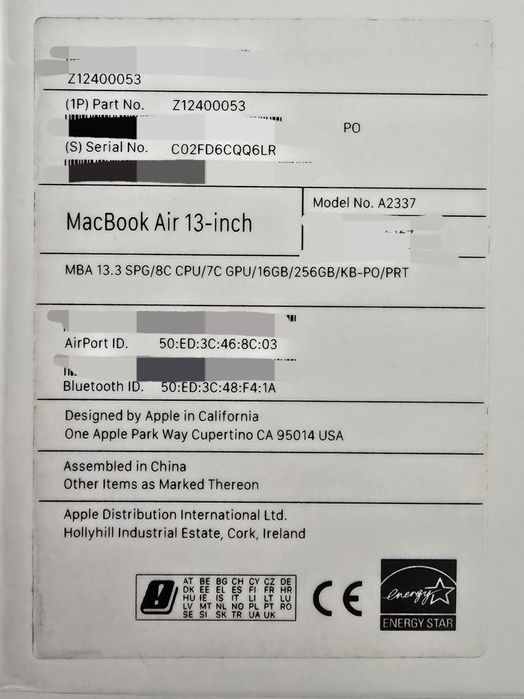 Z12400053
(1P) Part No. Z12400053
PO
(S) Serial No. C02FD6CQQ6LR
Model No. A2337
MacBook Air 13-inch
MBA 13.3 SPG/8C CPU/7C GPU/16GB/256GB/KB-PO/PRT
AirPort ID. 50:ED:3C:46:8C:03
Bluetooth ID. 50:ED:3C:48:F4:1A
Designed by Apple in California
One Apple Park Way Cupertino CA 95014 USA
Assembled in China
Other Items as Marked Thereon
Apple Distribution International Ltd.
Hollyhill Industrial Estate, Cork, Ireland
AT BE BG CH CY CZ DE
DK EE EL ES FI FR HR
HU IE IS IT LI LT LU
LV MT NL NO PL PT RO
SE SI SK TR UA UK
CE
energy
ENERGY STAR